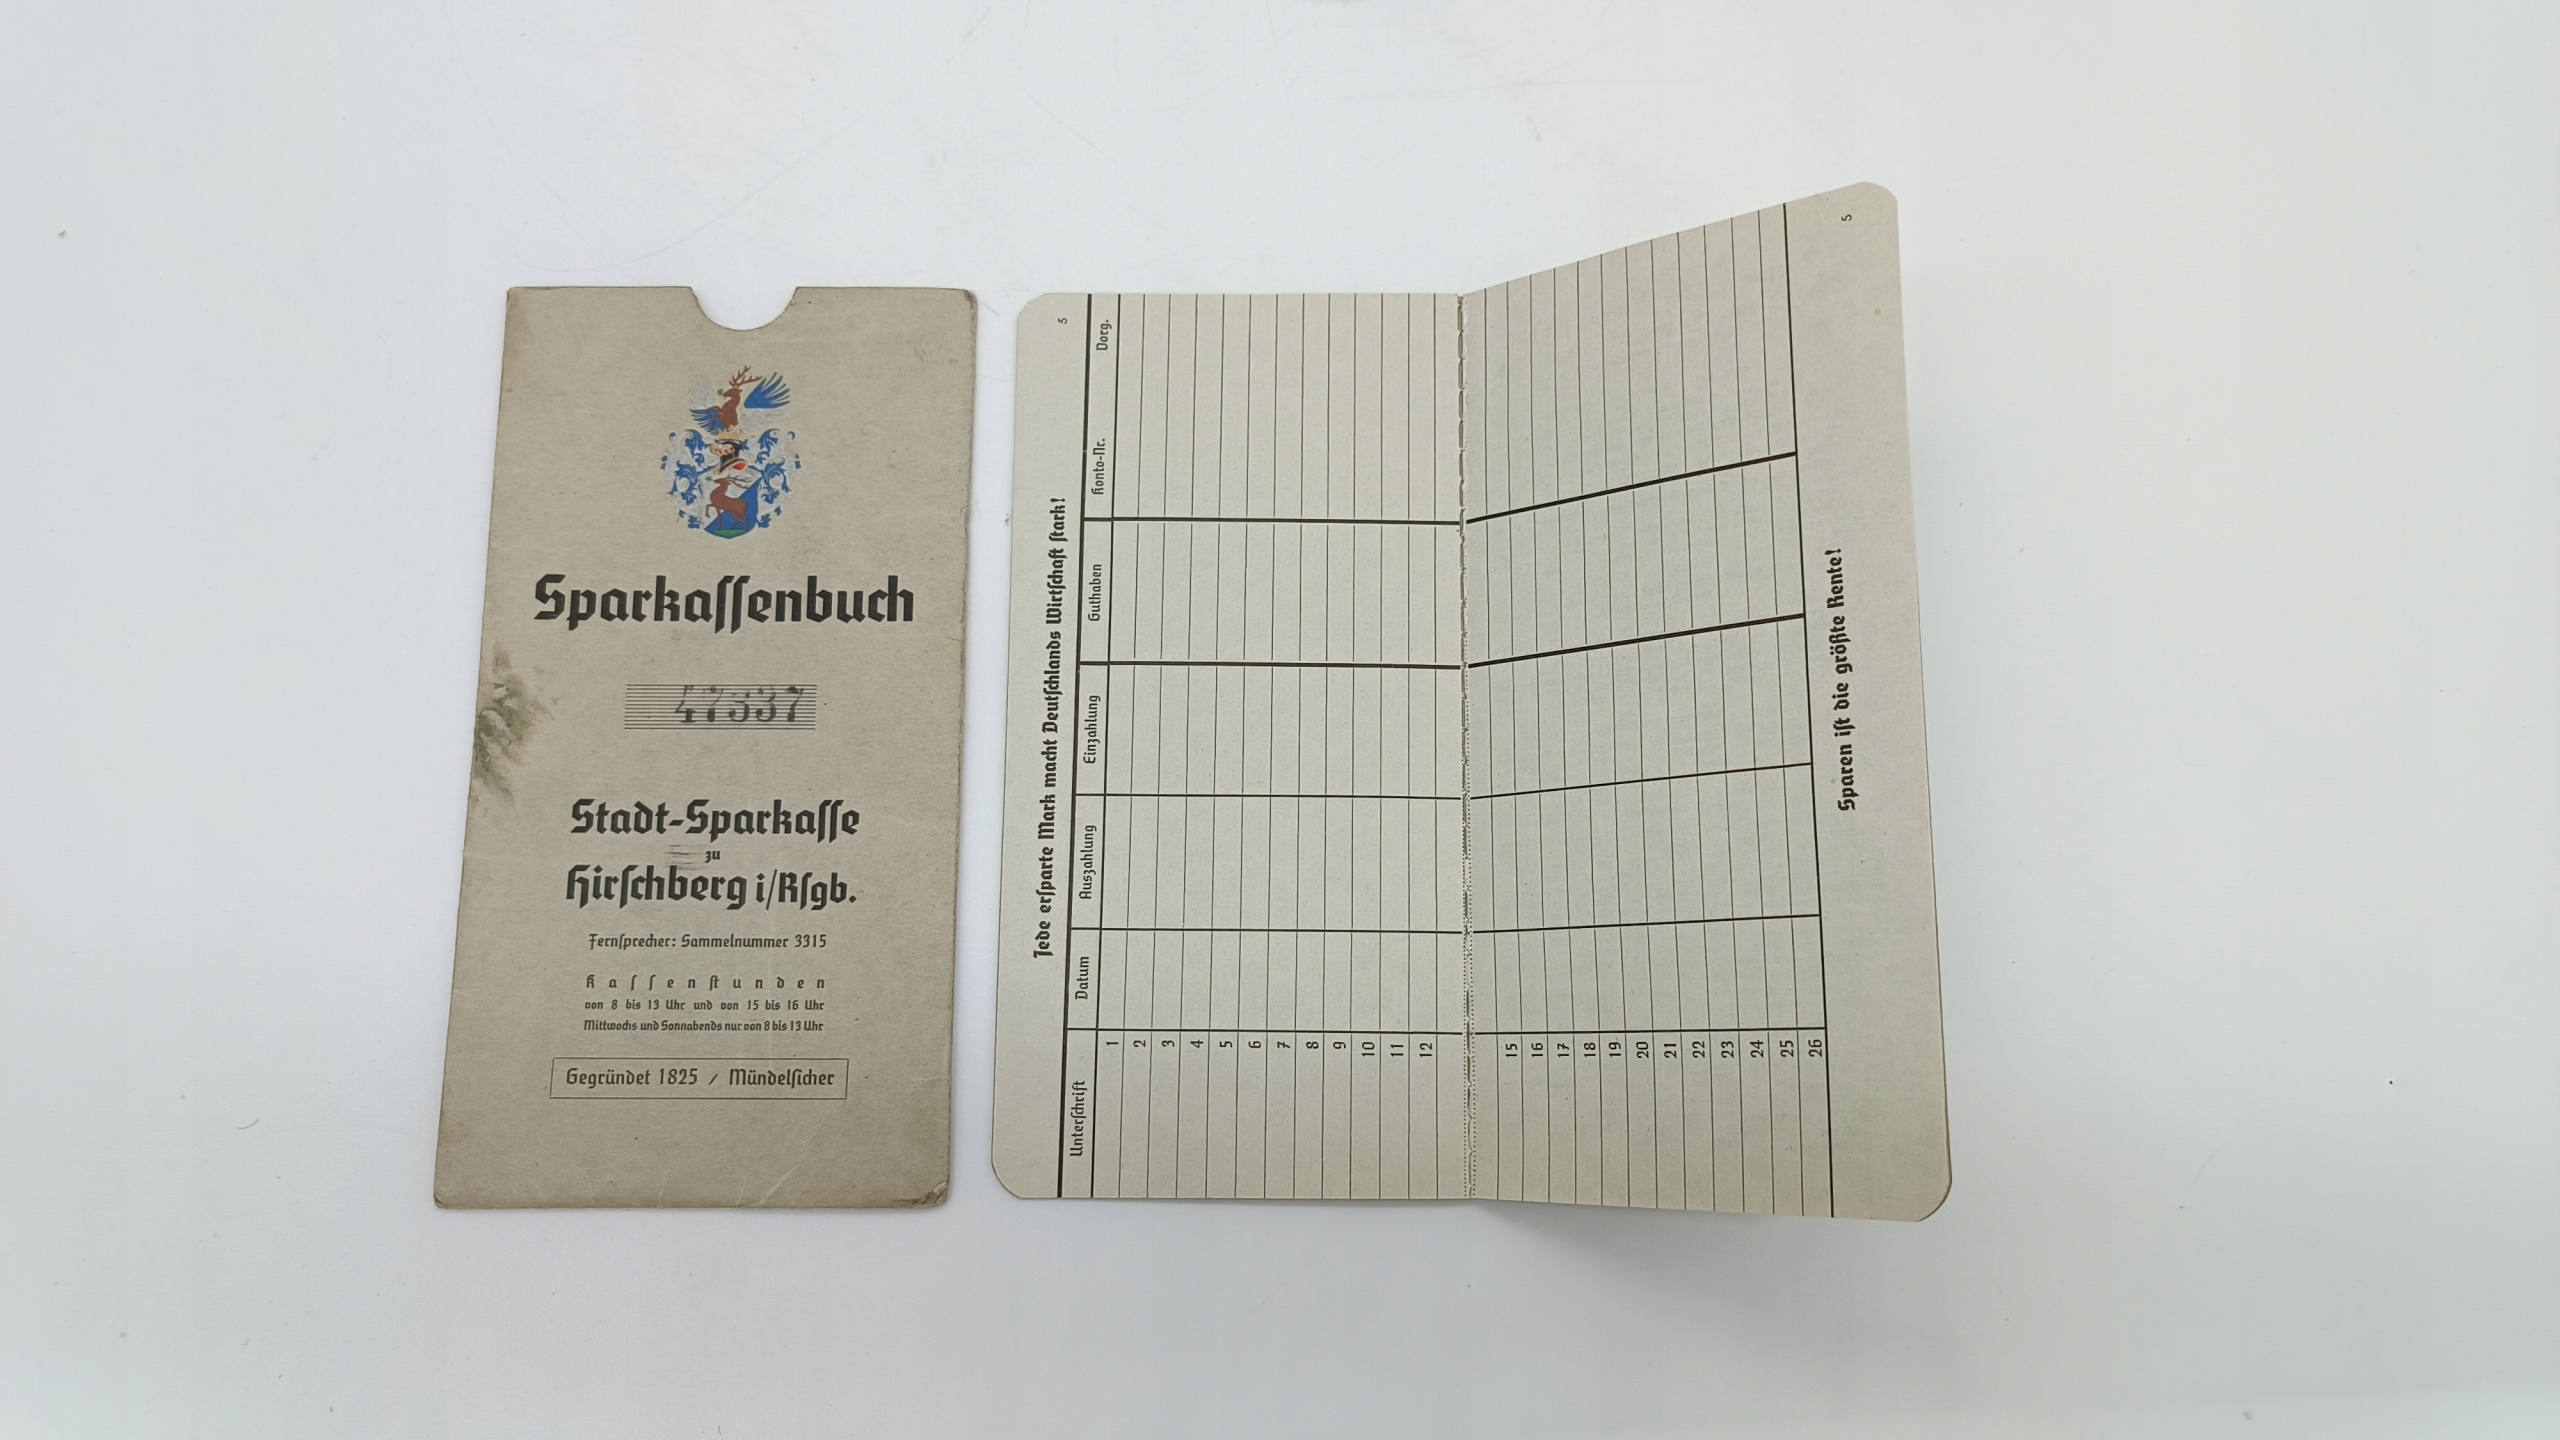 Sparkaſſenbuch
47337
Stadt-Sparkaſſe
zu
Hirſchberg i/Rſgb.
Fernſprecher: Sammelnummer 3315
Kaſſenſtunden
von 8 bis 13 Uhr und von 15 bis 16 Uhr
Mittwochs und Sonnabends nur von 8 bis 13 Uhr
Gegründet 1825 / Mündelſicher
5
Jede erſparte Mark macht Deutſchlands Wirtſchaft ſtark!
Unterſchrift Datum Auszahlung Einzahlung Guthaben Konto-Nr. Vorg.
1
2
3
4
5
6
7
8
9
10
11
12
15
16
17
18
19
20
21
22
23
24
25
26
Sparen iſt die größte Rente!
5